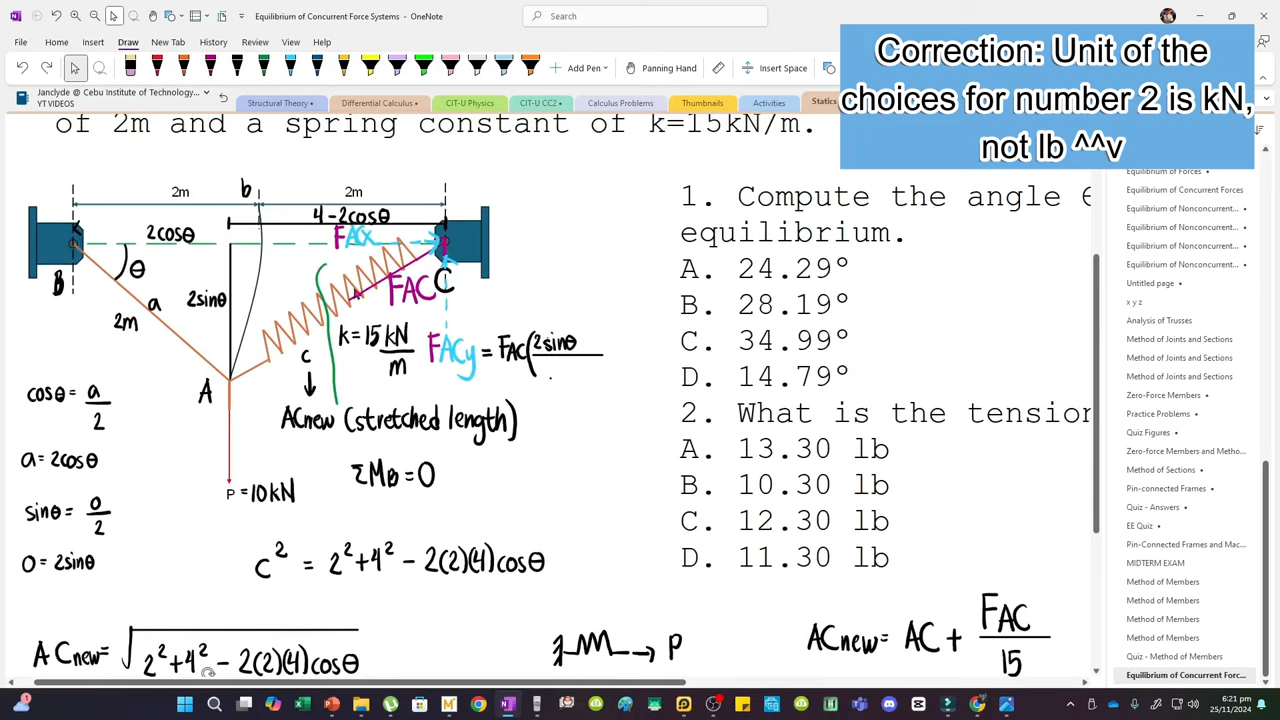 Equilibrium of Concurrent Force Systems - OneNote
Search
File Home Insert Draw Tools History Review View Help
Add Pen
Panning Hand
Insert Space
Correction: Unit of the
choices for number 2 is kN,
not lb ^^v
Janclyde @ Cebu Institute of Technology...
YT VIDEOS
Structural Theory
Differential Calculus
CIT-U Physics
CIT-U CC2
Calculus Problems
Thumbnails
Activities
Statics
of 2m and a spring constant of k=15kN/m.
2m
b
2m
4-2cosθ
2cosθ
FACx
θ
B
a
2m
2sinθ
FAC
C
k=15 kN/m
FACy = FAC(2sinθ
c
A
ACnew (stretched length)
cosθ = a/2
ΣMB=0
a=2cosθ
P =10kN
sinθ = o/2
o=2sinθ
c² = 2²+4² - 2(2)(4)cosθ
ACnew= √2²+4²-2(2)(4)cosθ
P
ACnew= AC + FAC/15
1. Compute the angle θ
equilibrium.
A. 24.29°
B. 28.19°
C. 34.99°
D. 14.79°
2. What is the tension
A. 13.30 lb
B. 10.30 lb
C. 12.30 lb
D. 11.30 lb
Equilibrium of Forces
Equilibrium of Concurrent Forces
Equilibrium of Nonconcurrent...
Equilibrium of Nonconcurrent...
Equilibrium of Nonconcurrent...
Equilibrium of Nonconcurrent...
Untitled page
x y z
Analysis of Trusses
Method of Joints and Sections
Method of Joints and Sections
Method of Joints and Sections
Zero-Force Members
Practice Problems
Quiz Figures
Zero-force Members and Metho...
Method of Sections
Pin-connected Frames
Quiz - Answers
EE Quiz
Pin-Connected Frames and Mac...
MIDTERM EXAM
Method of Members
Method of Members
Method of Members
Method of Members
Quiz - Method of Members
Equilibrium of Concurrent Forc...
6:21 pm
25/11/2024